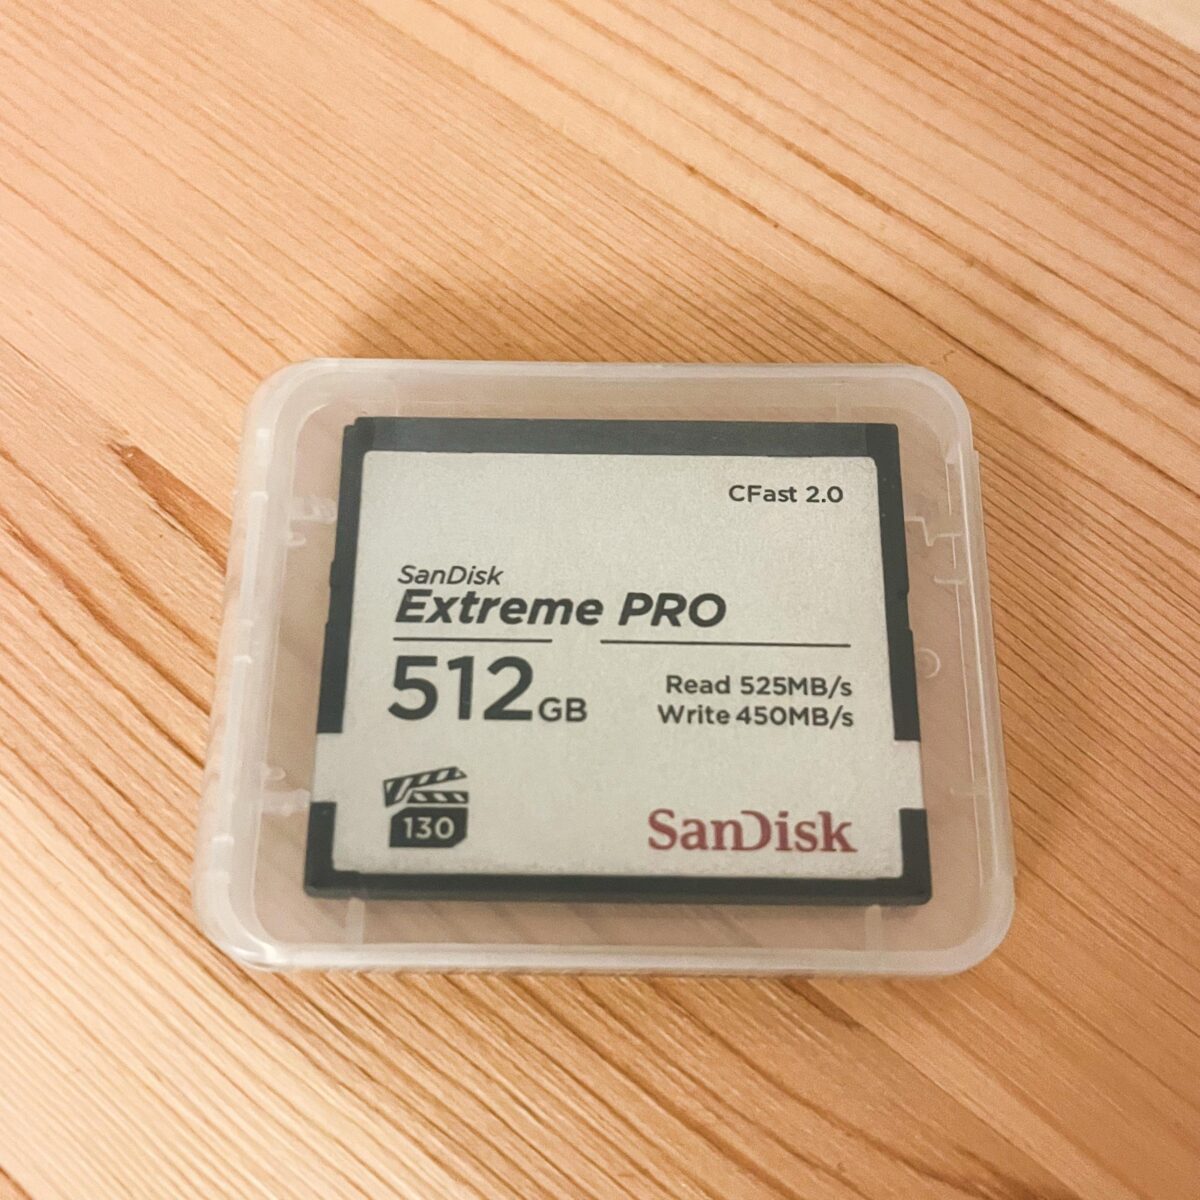 CFast 2.0
SanDisk
Extreme PRO
512GB
Read 525MB/s
Write 450MB/s
130
SanDisk